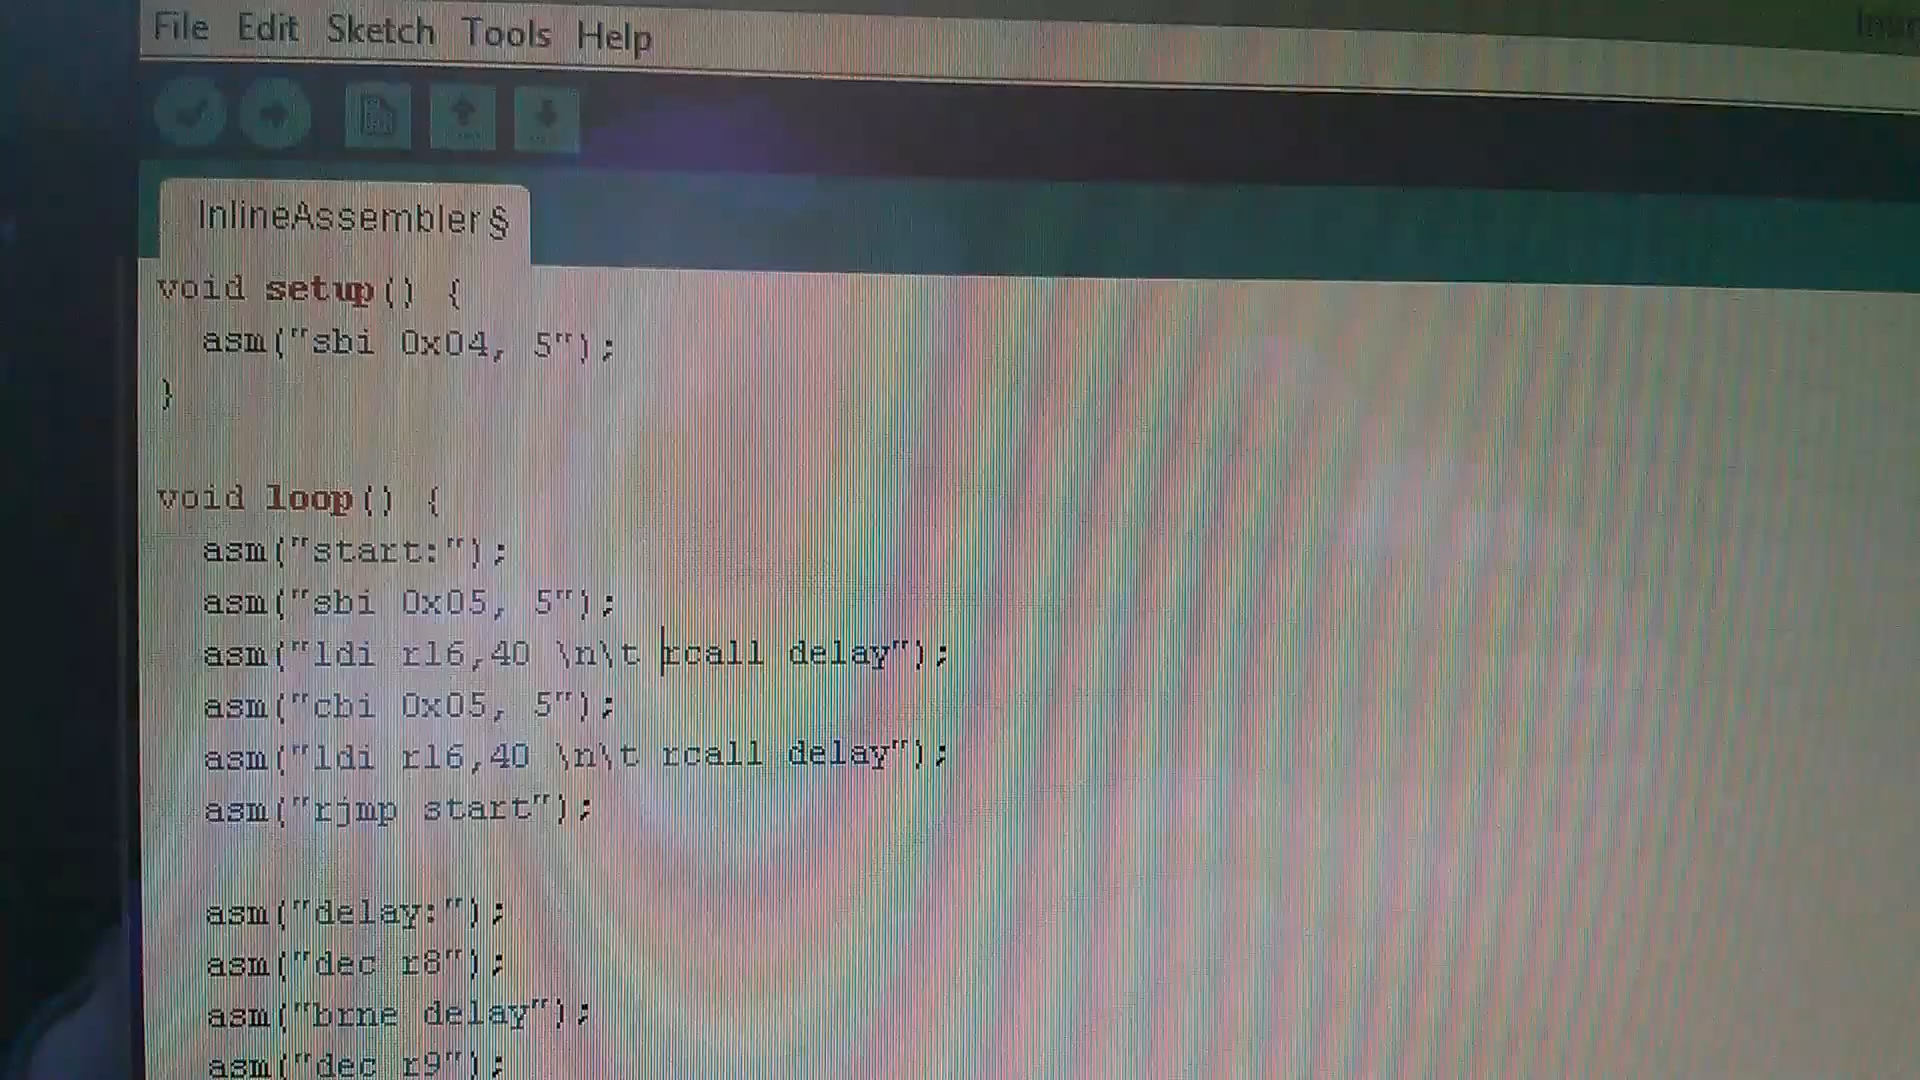 File Edit Sketch Tools Help
InlineAssembler §
void setup() {
asm("sbi 0x04, 5");
}
void loop() {
asm("start:");
asm("sbi 0x05, 5");
asm("ldi r16,40 \n\t rcall delay");
asm("cbi 0x05, 5");
asm("ldi r16,40 \n\t rcall delay");
asm("rjmp start");
asm("delay:");
asm("dec r8");
asm("brne delay");
asm("dec r9");